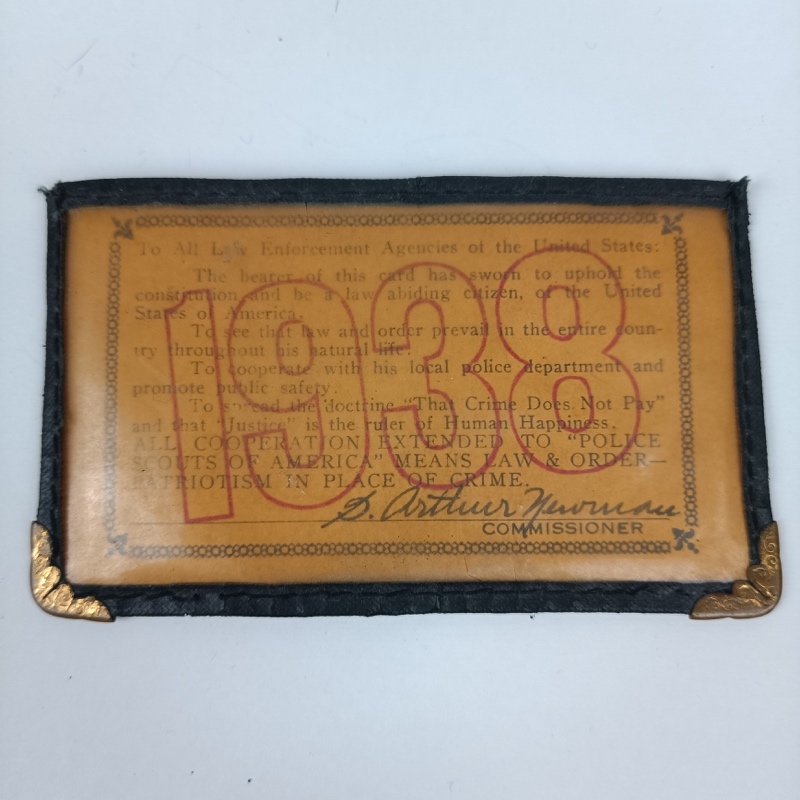 To All Law Enforcement Agencies of the United States:
The bearer of this card has sworn to uphold the
constitution and be a law abiding citizen, of the United
States of America.
To see that law and order prevail in the entire coun-
try throughout his natural life.
To cooperate with his local police department and
promote public safety.
To spread the doctrine "That Crime Does Not Pay"
and that "Justice" is the ruler of Human Happiness.
ALL COOPERATION EXTENDED TO "POLICE
SCOUTS OF AMERICA" MEANS LAW & ORDER—
PATRIOTISM IN PLACE OF CRIME.
1938
S. Arthur Newman
COMMISSIONER